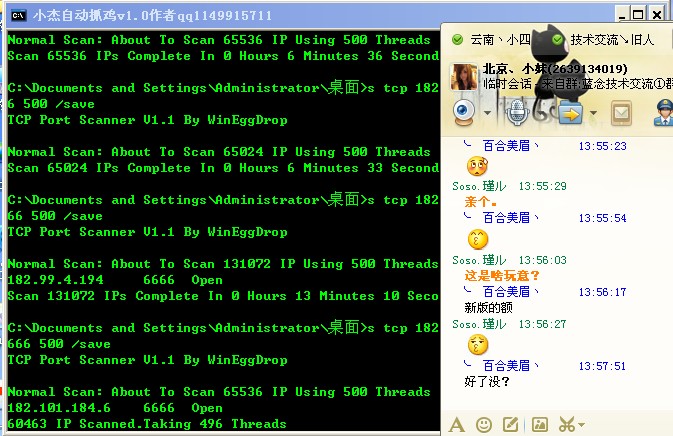 小杰自动抓鸡v1.0作者qq1149915711
Normal Scan: About To Scan 65536 IP Using 500 Threads
Scan 65536 IPs Complete In 0 Hours 6 Minutes 36 Second
C:\Documents and Settings\Administrator\桌面>s tcp 182
6 500 /save
TCP Port Scanner V1.1 By WinEggDrop
Normal Scan: About To Scan 65024 IP Using 500 Threads
Scan 65024 IPs Complete In 0 Hours 6 Minutes 33 Second
C:\Documents and Settings\Administrator\桌面>s tcp 182
66 500 /save
TCP Port Scanner V1.1 By WinEggDrop
Normal Scan: About To Scan 131072 IP Using 500 Threads
182.99.4.194 6666 Open
Scan 131072 IPs Complete In 0 Hours 13 Minutes 10 Seco
C:\Documents and Settings\Administrator\桌面>s tcp 182
666 500 /save
TCP Port Scanner V1.1 By WinEggDrop
Normal Scan: About To Scan 65536 IP Using 500 Threads
182.101.184.6 6666 Open
60463 IP Scanned.Taking 496 Threads
云南丶小四
技术交流↘旧人
北京、小妹(2639134019)
临时会话 - 来自群:蓝念技术交流①群
百合美眉丶 13:55:23
Soso.瑾ル 13:55:29
亲个。
百合美眉丶 13:55:54
Soso.瑾ル 13:56:03
这是啥玩意?
百合美眉丶 13:56:17
新版的额
Soso.瑾ル 13:56:27
百合美眉丶 13:57:51
好了没?